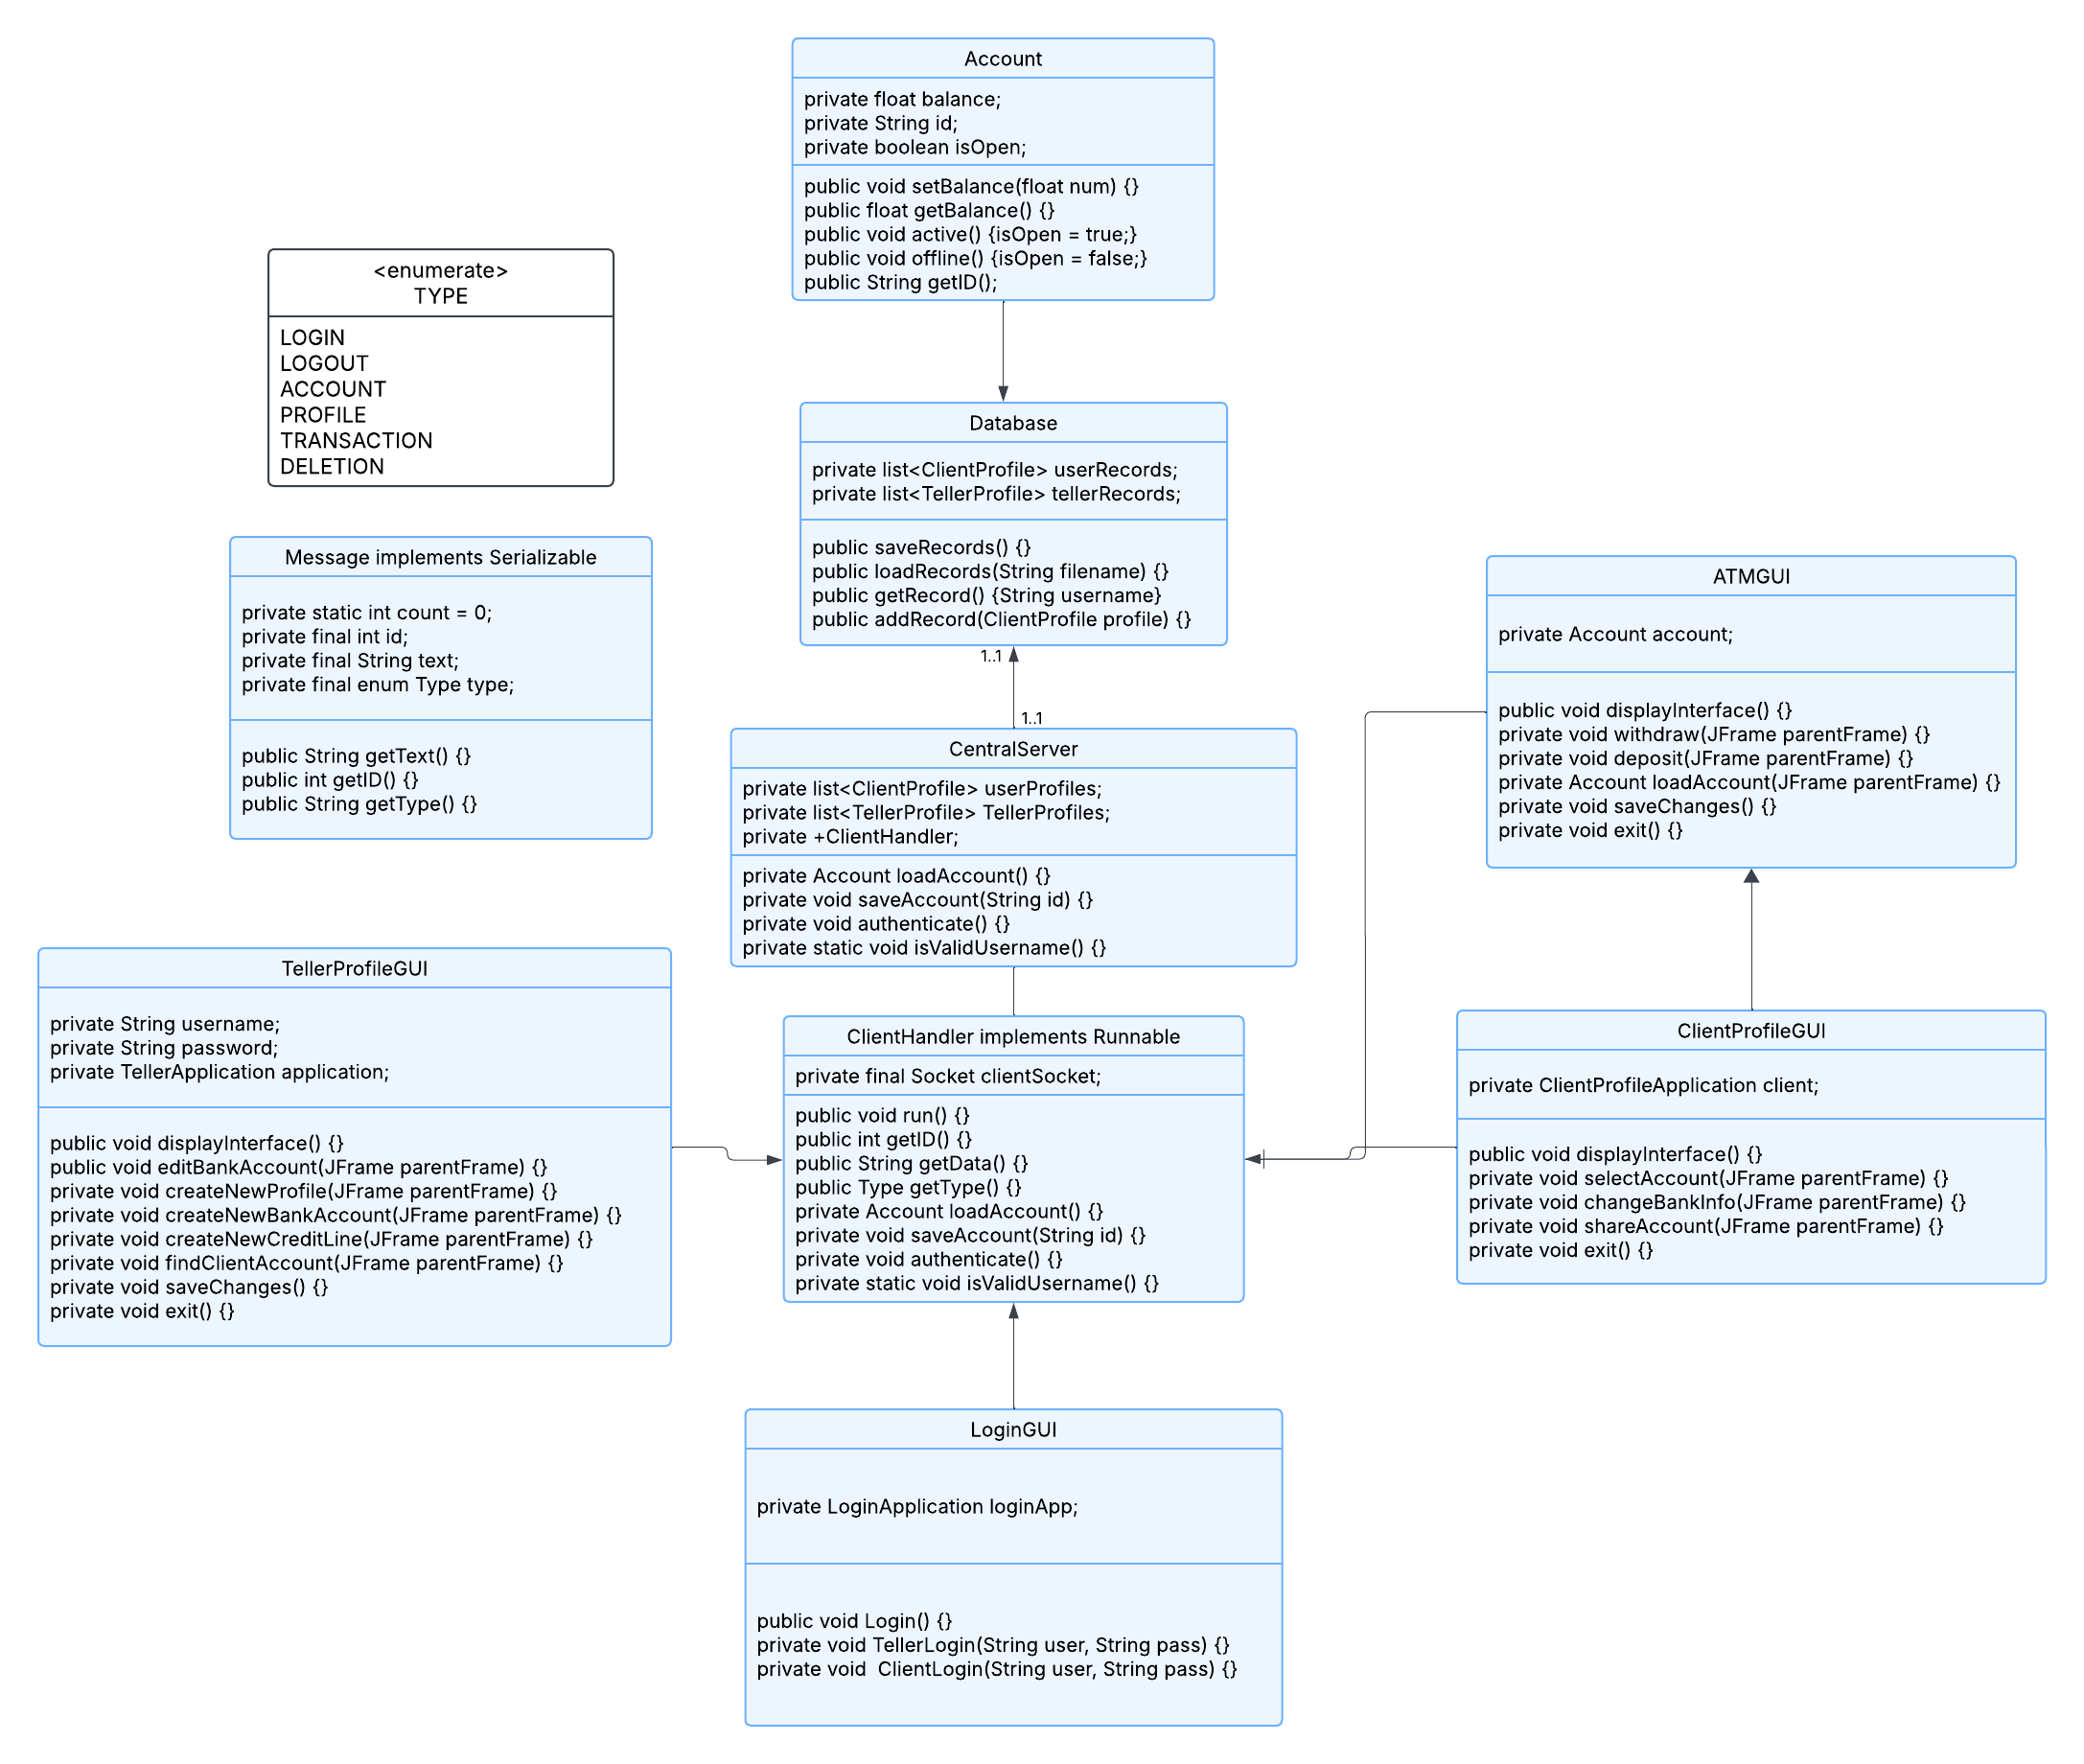 Account
private float balance;
private String id;
private boolean isOpen;
public void setBalance(float num) {}
public float getBalance() {}
public void active() {isOpen = true;}
public void offline() {isOpen = false;}
public String getID();
<enumerate>
TYPE
LOGIN
LOGOUT
ACCOUNT
PROFILE
TRANSACTION
DELETION
Database
private list<ClientProfile> userRecords;
private list<TellerProfile> tellerRecords;
public saveRecords() {}
public loadRecords(String filename) {}
public getRecord() {String username}
public addRecord(ClientProfile profile) {}
1..1
1..1
Message implements Serializable
private static int count = 0;
private final int id;
private final String text;
private final enum Type type;
public String getText() {}
public int getID() {}
public String getType() {}
ATMGUI
private Account account;
public void displayInterface() {}
private void withdraw(JFrame parentFrame) {}
private void deposit(JFrame parentFrame) {}
private Account loadAccount(JFrame parentFrame) {}
private void saveChanges() {}
private void exit() {}
CentralServer
private list<ClientProfile> userProfiles;
private list<TellerProfile> TellerProfiles;
private +ClientHandler;
private Account loadAccount() {}
private void saveAccount(String id) {}
private void authenticate() {}
private static void isValidUsername() {}
TellerProfileGUI
private String username;
private String password;
private TellerApplication application;
public void displayInterface() {}
public void editBankAccount(JFrame parentFrame) {}
private void createNewProfile(JFrame parentFrame) {}
private void createNewBankAccount(JFrame parentFrame) {}
private void createNewCreditLine(JFrame parentFrame) {}
private void findClientAccount(JFrame parentFrame) {}
private void saveChanges() {}
private void exit() {}
ClientHandler implements Runnable
private final Socket clientSocket;
public void run() {}
public int getID() {}
public String getData() {}
public Type getType() {}
private Account loadAccount() {}
private void saveAccount(String id) {}
private void authenticate() {}
private static void isValidUsername() {}
ClientProfileGUI
private ClientProfileApplication client;
public void displayInterface() {}
private void selectAccount(JFrame parentFrame) {}
private void changeBankInfo(JFrame parentFrame) {}
private void shareAccount(JFrame parentFrame) {}
private void exit() {}
LoginGUI
private LoginApplication loginApp;
public void Login() {}
private void TellerLogin(String user, String pass) {}
private void  ClientLogin(String user, String pass) {}